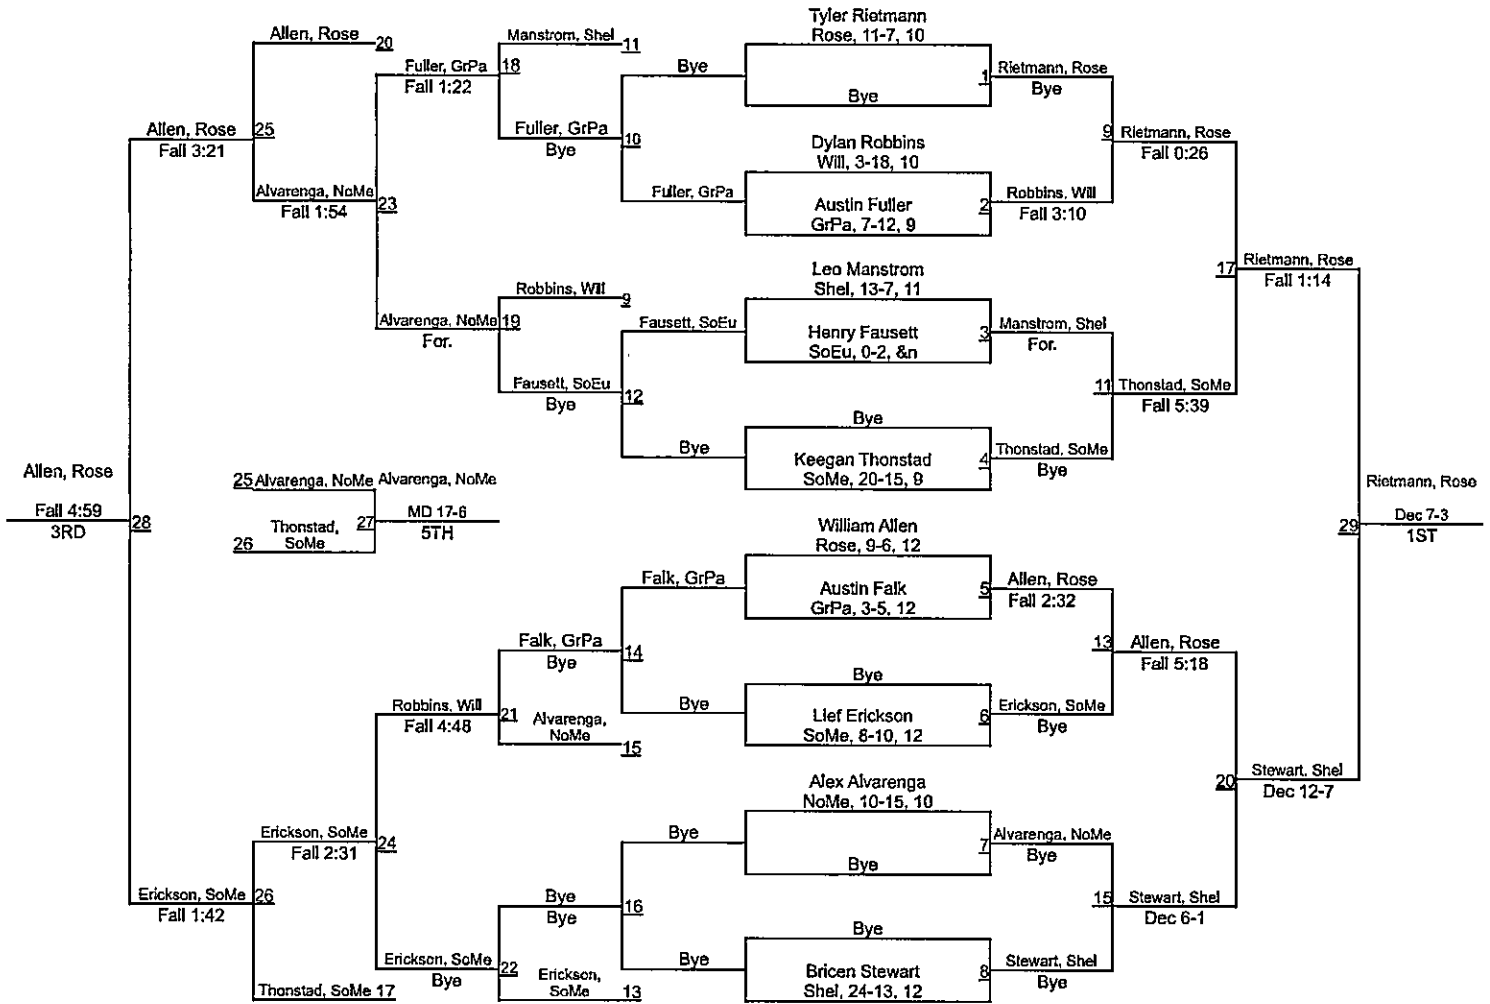 Tyler Rietmann
Rose, 11-7, 10
Bye
1
Rietmann, Rose
Bye
Dylan Robbins
Will, 3-18, 10
Austin Fuller
GrPa, 7-12, 9
2
Robbins, Will
Fall 3:10
9
Rietmann, Rose
Fall 0:26
Leo Manstrom
Shel, 13-7, 11
Henry Fausett
SoEu, 0-2, &n
3
Manstrom, Shel
For.
Bye
Keegan Thonstad
SoMe, 20-15, 9
4
Thonstad, SoMe
Bye
11
Thonstad, SoMe
Fall 5:39
17
Rietmann, Rose
Fall 1:14
William Allen
Rose, 9-6, 12
Austin Falk
GrPa, 3-5, 12
5
Allen, Rose
Fall 2:32
Bye
Lief Erickson
SoMe, 8-10, 12
6
Erickson, SoMe
Bye
13
Allen, Rose
Fall 5:18
Alex Alvarenga
NoMe, 10-15, 10
Bye
7
Alvarenga, NoMe
Bye
Bye
Bricen Stewart
Shel, 24-13, 12
8
Stewart, Shel
Bye
15
Stewart, Shel
Dec 6-1
20
Stewart, Shel
Dec 12-7
29
Rietmann, Rose
Dec 7-3
1ST
Bye
Fuller, GrPa
10
Manstrom, Shel
11
Fuller, GrPa
Bye
18
Fuller, GrPa
Fall 1:22
Fausett, SoEu
Bye
12
Robbins, Will
9
Fausett, SoEu
Bye
19
Alvarenga, NoMe
For.
23
Allen, Rose
20
Alvarenga, NoMe
Fall 1:54
25
Allen, Rose
Fall 3:21
25
Alvarenga, NoMe
26
Thonstad,
SoMe
27
Alvarenga, NoMe
MD 17-6
5TH
Falk, GrPa
Bye
14
Falk, GrPa
Bye
Alvarenga,
NoMe
15
21
Robbins, Will
Fall 4:48
Bye
Bye
16
Bye
Bye
Erickson,
SoMe
13
22
Erickson, SoMe
Bye
24
Erickson, SoMe
Fall 2:31
Thonstad, SoMe
17
26
Erickson, SoMe
Fall 1:42
28
Allen, Rose
Fall 4:59
3RD